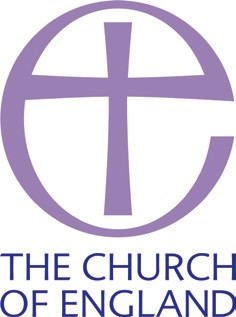 THE CHURCH
OF ENGLAND